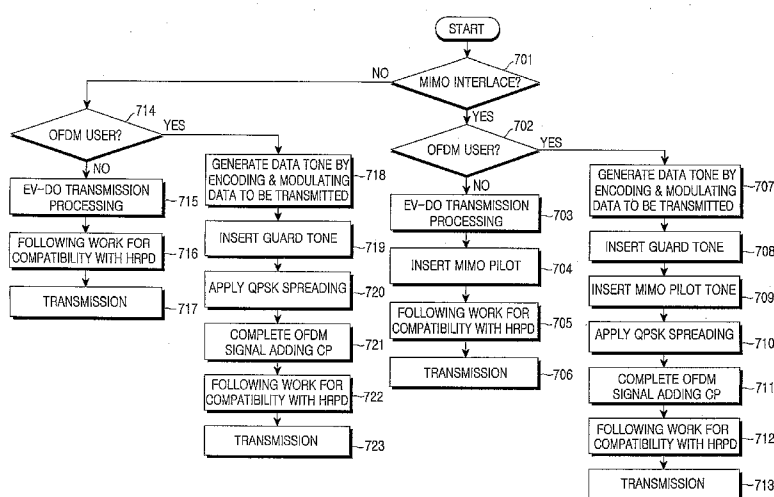 START
701
MIMO INTERLACE?
NO
YES
714
OFDM USER?
YES
NO
EV-DO TRANSMISSION
PROCESSING
715
FOLLOWING WORK FOR
COMPATIBILITY WITH HRPD
716
TRANSMISSION
717
GENERATE DATA TONE BY
ENCODING & MODULATING
DATA TO BE TRANSMITTED
718
INSERT GUARD TONE
719
APPLY QPSK SPREADING
720
COMPLETE OFDM
SIGNAL ADDING CP
721
FOLLOWING WORK FOR
COMPATIBILITY WITH HRPD
722
TRANSMISSION
723
702
OFDM USER?
YES
NO
EV-DO TRANSMISSION
PROCESSING
703
INSERT MIMO PILOT
704
FOLLOWING WORK FOR
COMPATIBILITY WITH HRPD
705
TRANSMISSION
706
GENERATE DATA TONE BY
ENCODING & MODULATING
DATA TO BE TRANSMITTED
707
INSERT GUARD TONE
708
INSERT MIMO PILOT TONE
709
APPLY QPSK SPREADING
710
COMPLETE OFDM
SIGNAL ADDING CP
711
FOLLOWING WORK FOR
COMPATIBILITY WITH HRPD
712
TRANSMISSION
713